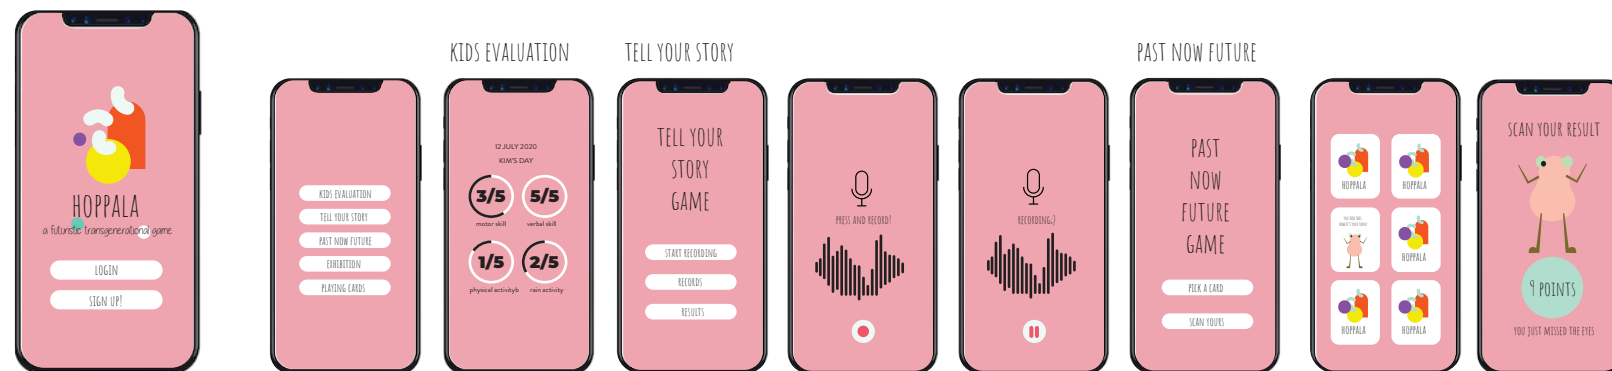 HOPPALA
a futuristic transgenerational game
LOGIN
SIGN UP!
KIDS EVALUATION
TELL YOUR STORY
PAST NOW FUTURE
EXHIBITION
PLAYING CARDS
KIDS EVALUATION
12 JULY 2020
KIM'S DAY
3/5
5/5
motor skill
verbal skill
1/5
2/5
physical activityb
rain activity
TELL YOUR STORY
TELL YOUR
STORY
GAME
START RECORDING
RECORDS
RESULTS
PRESS AND RECORD!
RECORDING;)
PAST NOW FUTURE
PAST
NOW
FUTURE
GAME
PICK A CARD
SCAN YOURS
HOPPALA
HOPPALA
HOPPALA
HOPPALA
HOPPALA
SCAN YOUR RESULT
9 POINTS
YOU JUST MISSED THE EYES